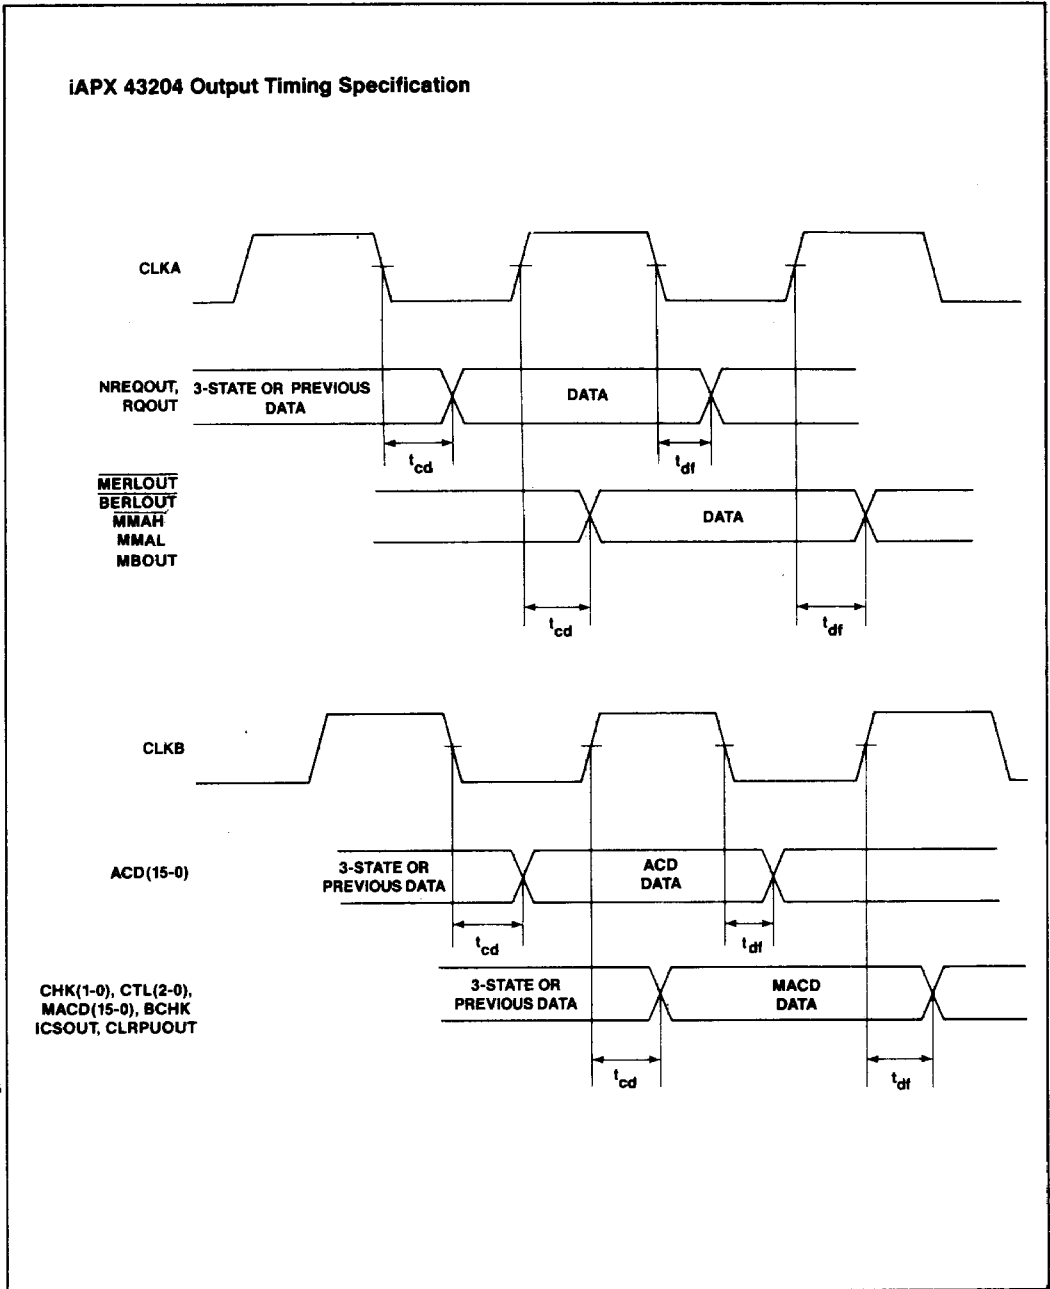 iAPX 43204 Output Timing Specification
CLKA
NREQOUT,
RQOUT
3-STATE OR PREVIOUS
DATA
DATA
tcd
tdf
MERLOUT
BERLOUT
MMAH
MMAL
MBOUT
DATA
tcd
tdf
CLKB
ACD(15-0)
3-STATE OR
PREVIOUS DATA
ACD
DATA
tcd
tdf
CHK(1-0), CTL(2-0),
MACD(15-0), BCHK
ICSOUT, CLRPUOUT
3-STATE OR
PREVIOUS DATA
MACD
DATA
tcd
tdf